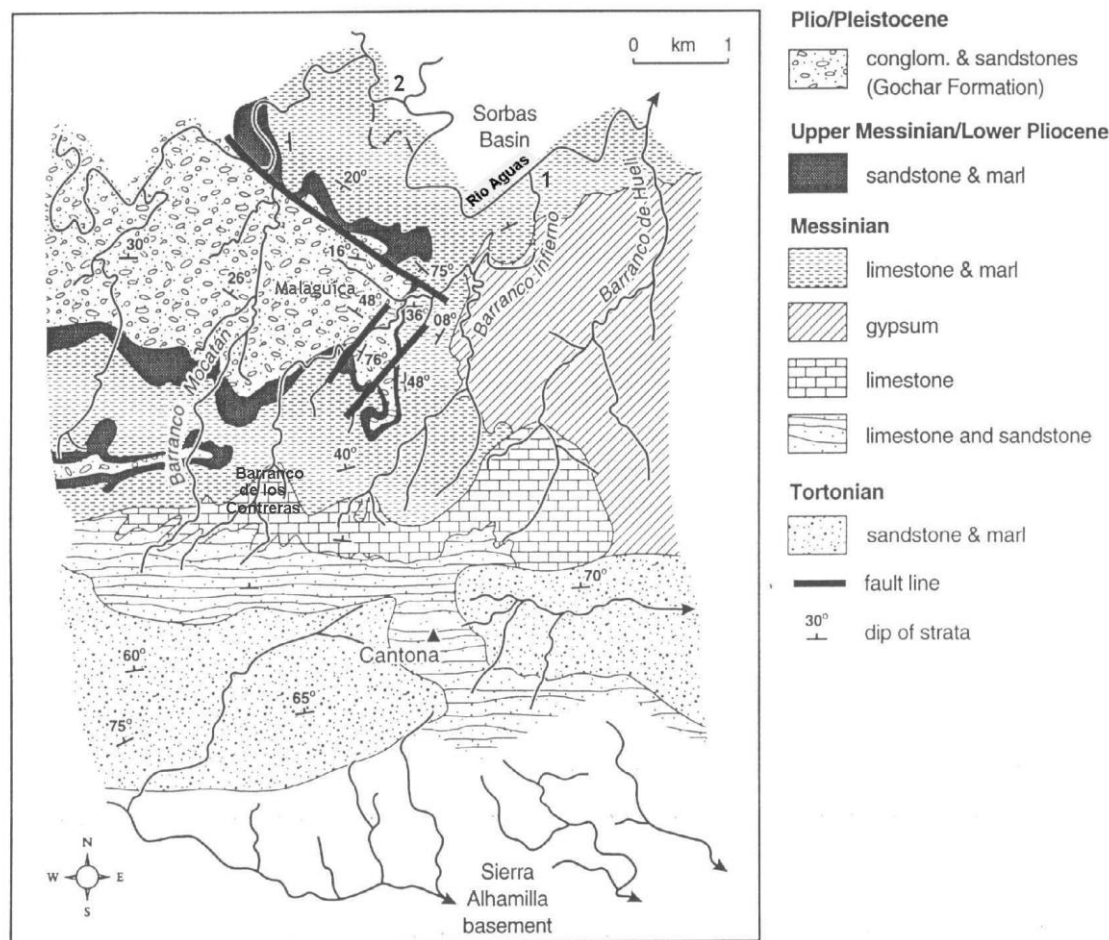 0 km 1
2
Sorbas
Basin
Rio Aguas
1
Barranco de Hueli
Barranco Infierno
20°
30°
16°
75°
26°
Malaguica
48°
36
08°
76°
48°
Barranco Mocatan
40°
Barranco
de los
Contreras
70°
Cantona
60°
65°
75°
N
W E
S
Sierra
Alhamilla
basement
Plio/Pleistocene
conglom. & sandstones
(Gochar Formation)
Upper Messinian/Lower Pliocene
sandstone & marl
Messinian
limestone & marl
gypsum
limestone
limestone and sandstone
Tortonian
sandstone & marl
fault line
30°
dip of strata